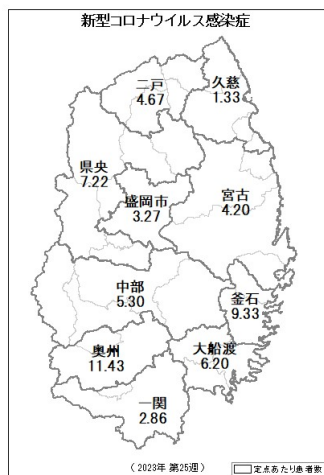 新型コロナウイルス感染症
二戸
4.67
久慈
1.33
県央
7.22
盛岡市
3.27
宮古
4.20
中部
5.30
釜石
9.33
奥州
11.43
大船渡
6.20
一関
2.86
(2023年 第25週)
定点あたり患者数